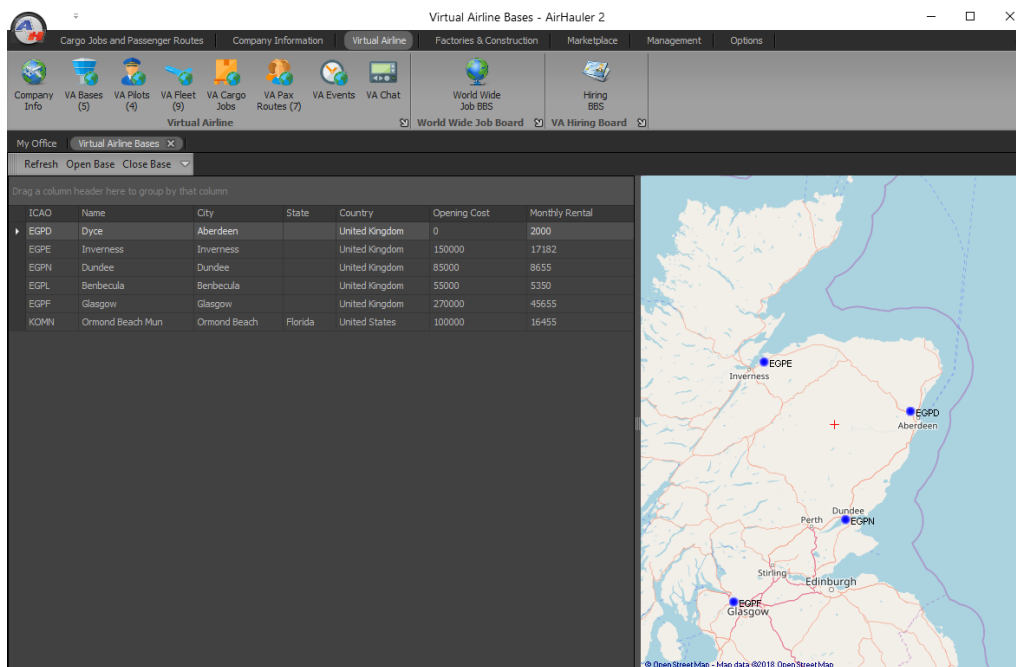 Virtual Airline Bases - AirHauler 2
Cargo Jobs and Passenger Routes Company Information Virtual Airline Factories & Construction Marketplace Management Options
Company Info VA Bases (5) VA Pilots (4) VA Fleet (9) VA Cargo Jobs VA Pax Routes (7) VA Events VA Chat World Wide Job BBS Hiring BBS
Virtual Airline World Wide Job Board VA Hiring Board
My Office Virtual Airline Bases
Refresh Open Base Close Base
Drag a column header here to group by that column
ICAO Name City State Country Opening Cost Monthly Rental
EGPD Dyce Aberdeen United Kingdom 0 2000
EGPE Inverness Inverness United Kingdom 150000 17182
EGPN Dundee Dundee United Kingdom 85000 8655
EGPL Benbecula Benbecula United Kingdom 55000 5350
EGPF Glasgow Glasgow United Kingdom 270000 45655
KOMN Ormond Beach Mun Ormond Beach Florida United States 100000 16455
EGPE
Inverness
EGPD
Aberdeen
Dundee
Perth EGPN
Stirling
Edinburgh
EGPF
Glasgow
© OpenStreetMap - Map data ©2018 OpenStreetMap